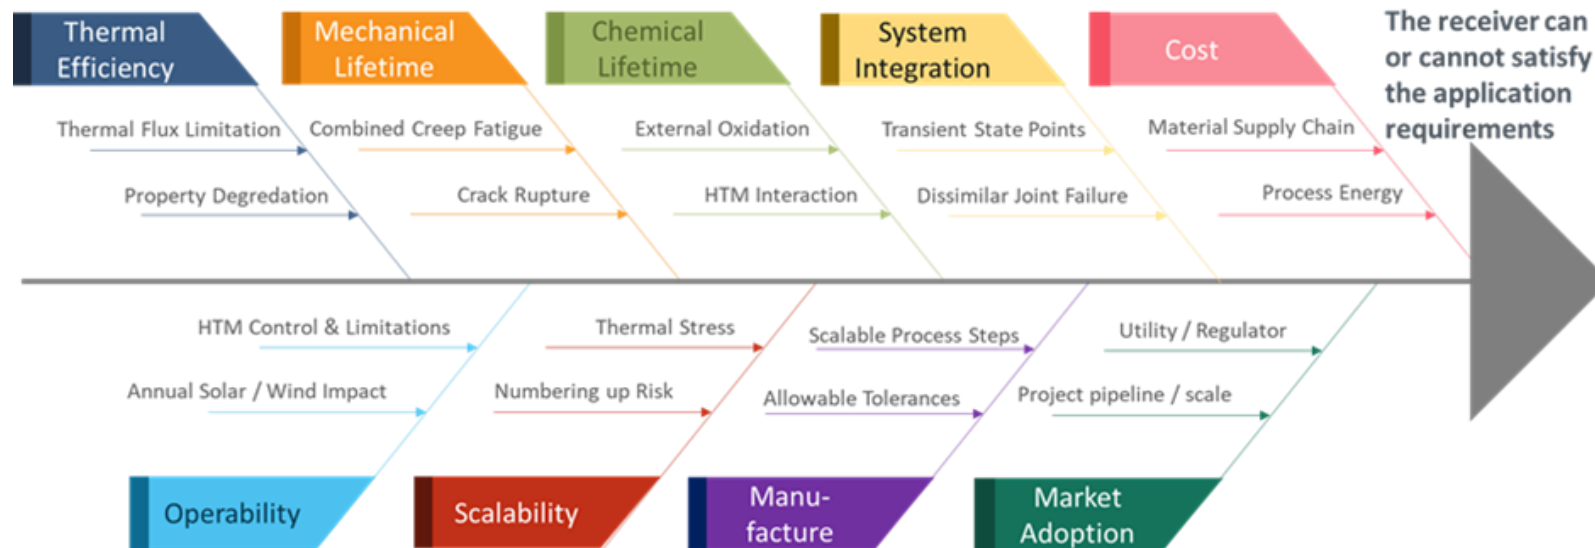 Thermal
Efficiency
Mechanical
Lifetime
Chemical
Lifetime
System
Integration
Cost
The receiver can
or cannot satisfy
the application
requirements
Thermal Flux Limitation
Combined Creep Fatigue
External Oxidation
Transient State Points
Material Supply Chain
Property Degredation
Crack Rupture
HTM Interaction
Dissimilar Joint Failure
Process Energy
HTM Control & Limitations
Thermal Stress
Scalable Process Steps
Utility / Regulator
Annual Solar / Wind Impact
Numbering up Risk
Allowable Tolerances
Project pipeline / scale
Operability
Scalability
Manu-
facture
Market
Adoption